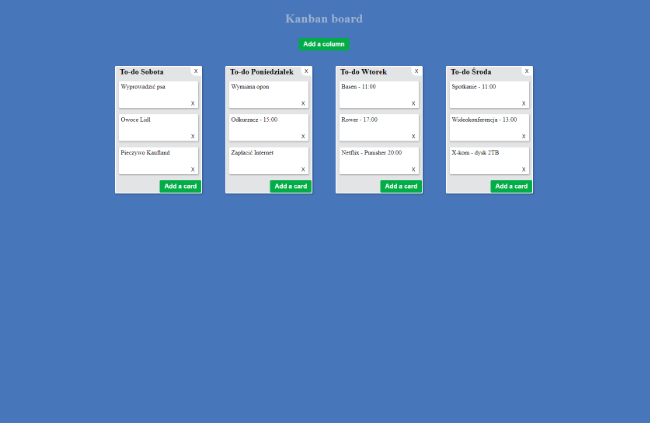 Kanban board
Add a column
To-do Sobota
X
Wyprowadzić psa
X
Owoce Lidl
X
Pieczywo Kaufland
X
Add a card
To-do Poniedziałek
X
Wymiana opon
X
Odkurzacz - 15:00
X
Zapłacić Internet
X
Add a card
To-do Wtorek
X
Basen - 11:00
X
Rower - 17:00
X
Netflix - Punisher 20:00
X
Add a card
To-do Środa
X
Spotkanie - 11:00
X
Wideokonferencja - 13:00
X
X-kom - dysk 2TB
X
Add a card